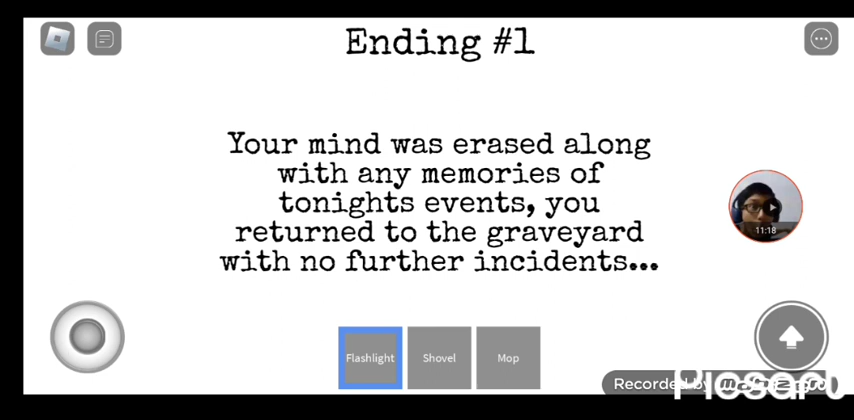 Ending #1
Your mind was erased along
with any memories of
tonights events, you
returned to the graveyard
with no further incidents...
11:18
Flashlight
Shovel
Mop
Recorded by
Picsart